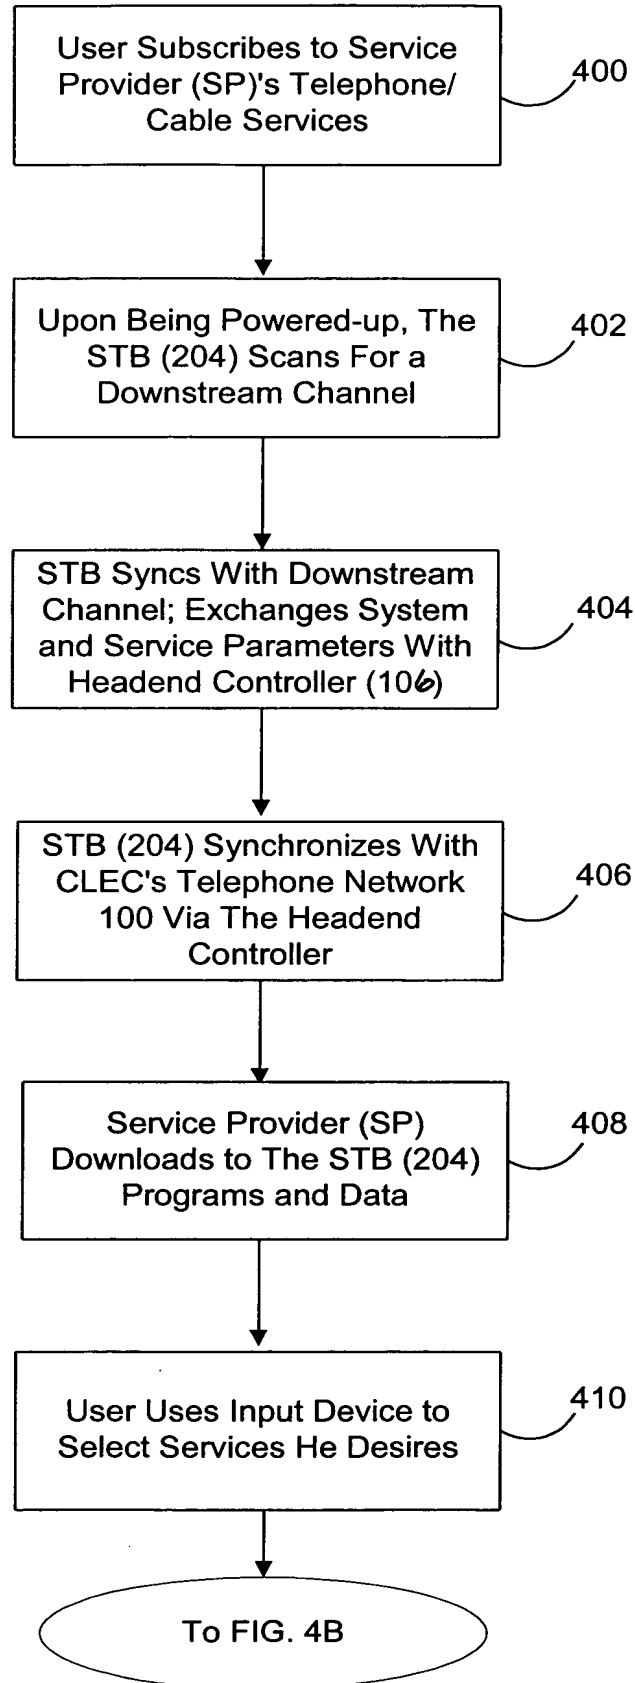 User Subscribes to Service
Provider (SP)'s Telephone/
Cable Services
400
Upon Being Powered-up, The
STB (204) Scans For a
Downstream Channel
402
STB Syncs With Downstream
Channel; Exchanges System
and Service Parameters With
Headend Controller (106)
404
STB (204) Synchronizes With
CLEC's Telephone Network
100 Via The Headend
Controller
406
Service Provider (SP)
Downloads to The STB (204)
Programs and Data
408
User Uses Input Device to
Select Services He Desires
410
To FIG. 4B